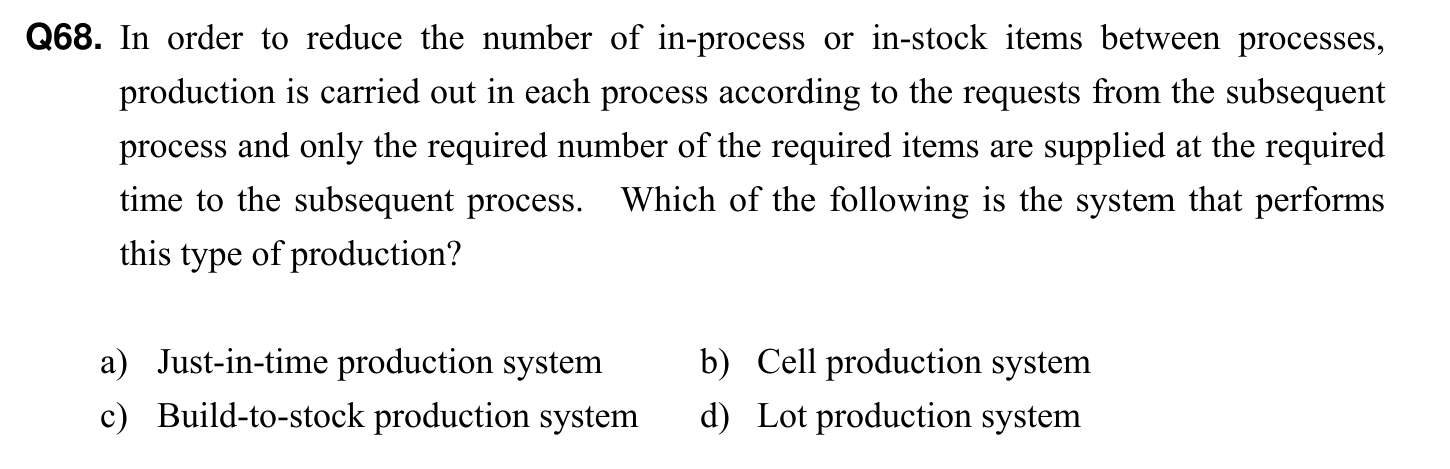 Q68. In order to reduce the number of in-process or in-stock items between processes,
production is carried out in each process according to the requests from the subsequent
process and only the required number of the required items are supplied at the required
time to the subsequent process. Which of the following is the system that performs
this type of production?
a) Just-in-time production system b) Cell production system
c) Build-to-stock production system d) Lot production system